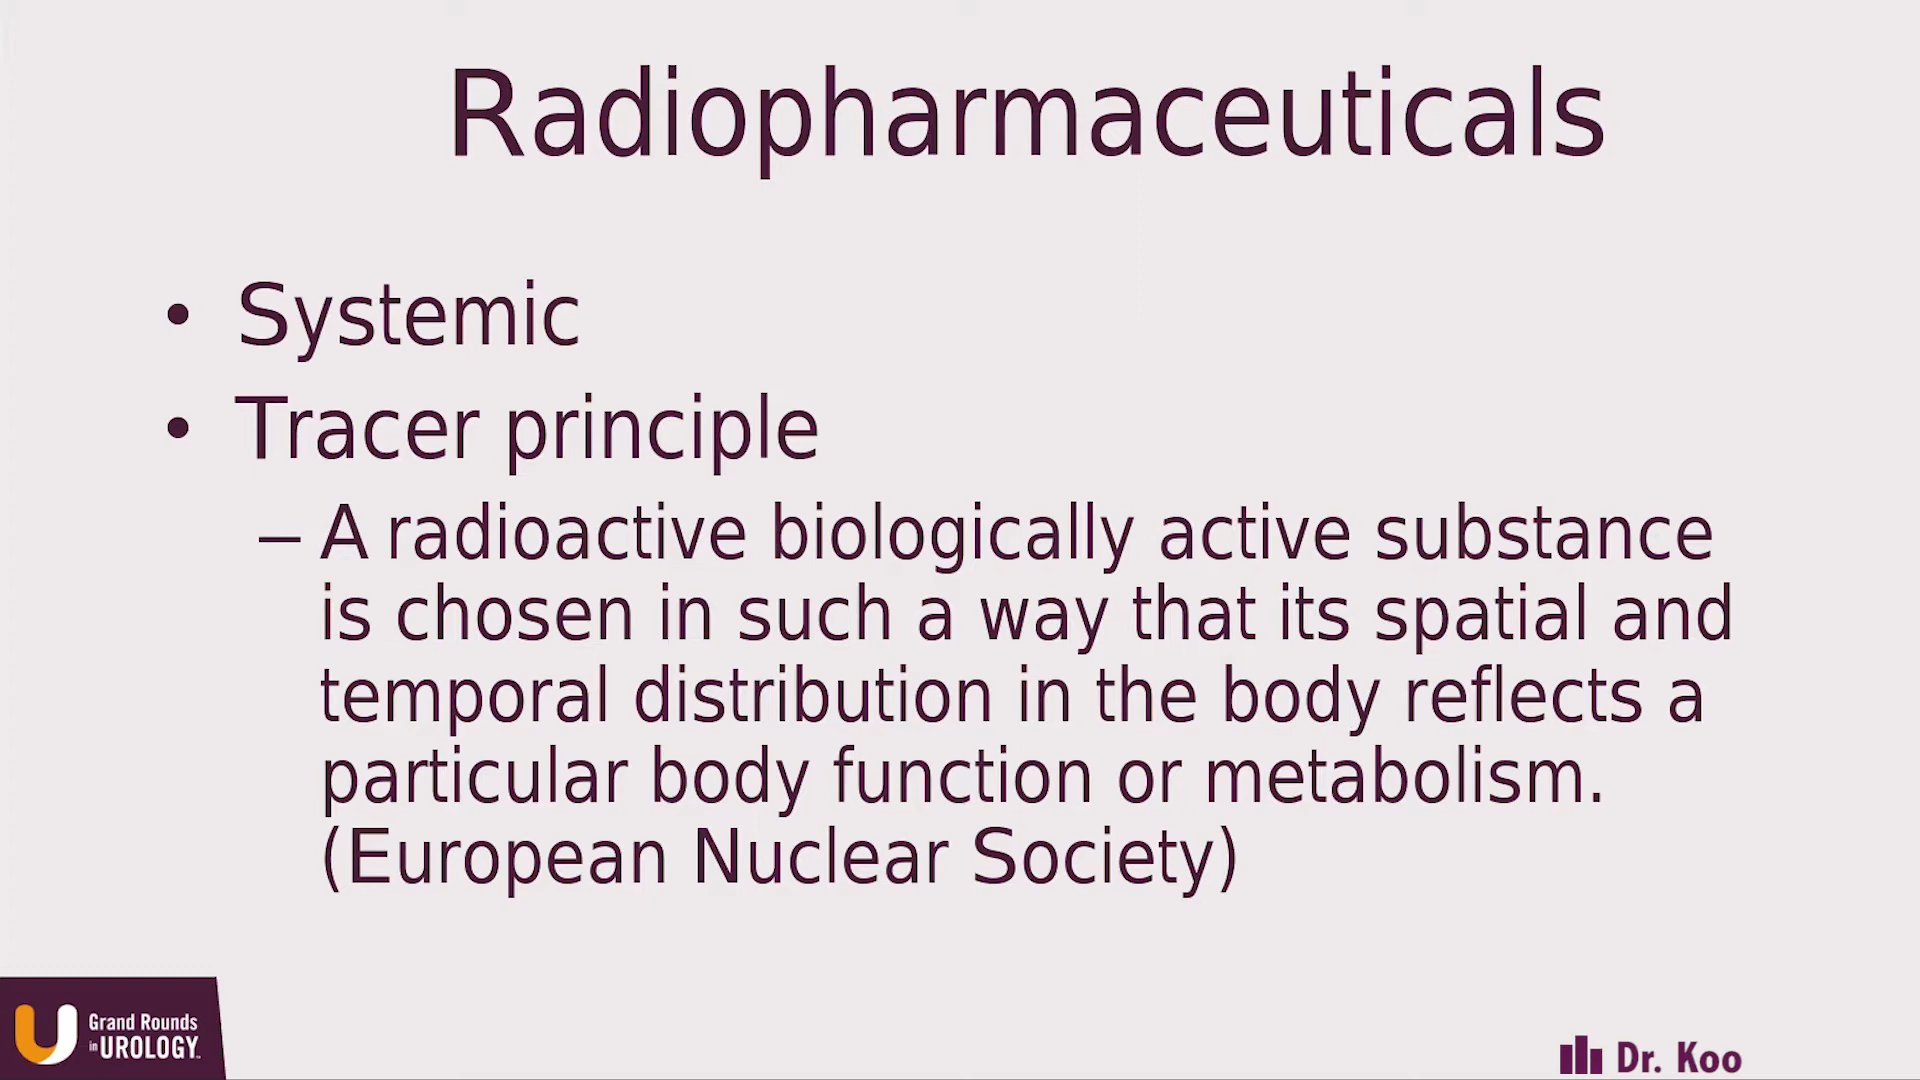 Radiopharmaceuticals
• Systemic
• Tracer principle
– A radioactive biologically active substance
is chosen in such a way that its spatial and
temporal distribution in the body reflects a
particular body function or metabolism.
(European Nuclear Society)
Grand Rounds
in UROLOGY™
Dr. Koo